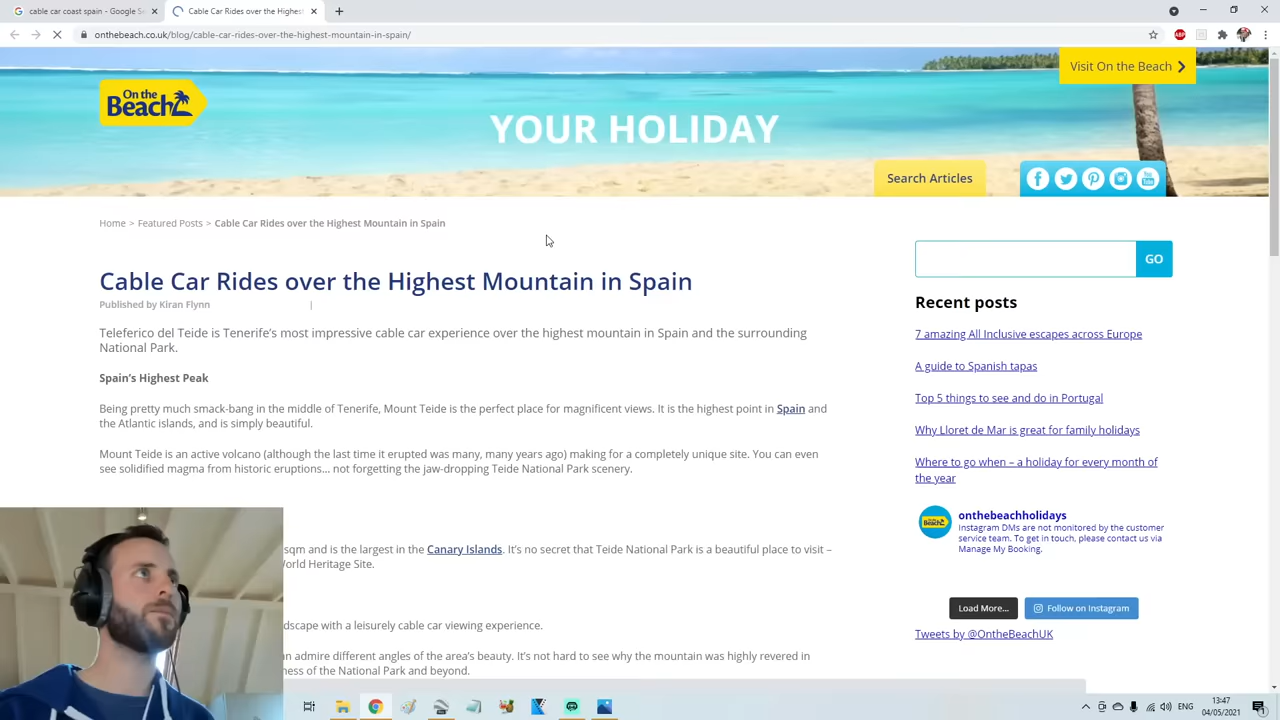 cable car coast spain - Google Se
Teide Cable Car - Tenerife's Highe
onthebeach.co.uk/blog/cable-car-rides-over-the-highest-mountain-in-spain/
ABP
Visit On the Beach
On the
Beach
YOUR HOLIDAY
Search Articles
Home > Featured Posts > Cable Car Rides over the Highest Mountain in Spain
GO
Cable Car Rides over the Highest Mountain in Spain
Published by Kiran Flynn |
Recent posts
Teleferico del Teide is Tenerife's most impressive cable car experience over the highest mountain in Spain and the surrounding
National Park.
7 amazing All Inclusive escapes across Europe
A guide to Spanish tapas
Spain's Highest Peak
Top 5 things to see and do in Portugal
Being pretty much smack-bang in the middle of Tenerife, Mount Teide is the perfect place for magnificent views. It is the highest point in Spain and
the Atlantic islands, and is simply beautiful.
Why Lloret de Mar is great for family holidays
Mount Teide is an active volcano (although the last time it erupted was many, many years ago) making for a completely unique site. You can even
see solidified magma from historic eruptions... not forgetting the jaw-dropping Teide National Park scenery.
Where to go when – a holiday for every month of
the year
onthebeachholidays
Instagram DMs are not monitored by the customer
service team. To get in touch, please contact us via
Manage My Booking.
sqm and is the largest in the Canary Islands. It's no secret that Teide National Park is a beautiful place to visit –
World Heritage Site.
Load More...
Follow on Instagram
dscape with a leisurely cable car viewing experience.
Tweets by @OntheBeachUK
n admire different angles of the area's beauty. It's not hard to see why the mountain was highly revered in
ness of the National Park and beyond.
ENG
13:47
04/05/2021